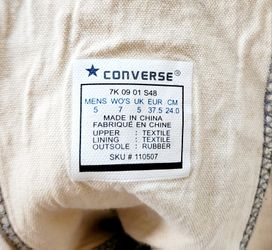 ★ CONVERSE®
7K 09 01 S48
MENS WO'S UK EUR CM
5 7 5 37.5 24.0
MADE IN CHINA
FABRIQUÉ EN CHINE
UPPER : TEXTILE
LINING : TEXTILE
OUTSOLE : RUBBER
SKU # 110507